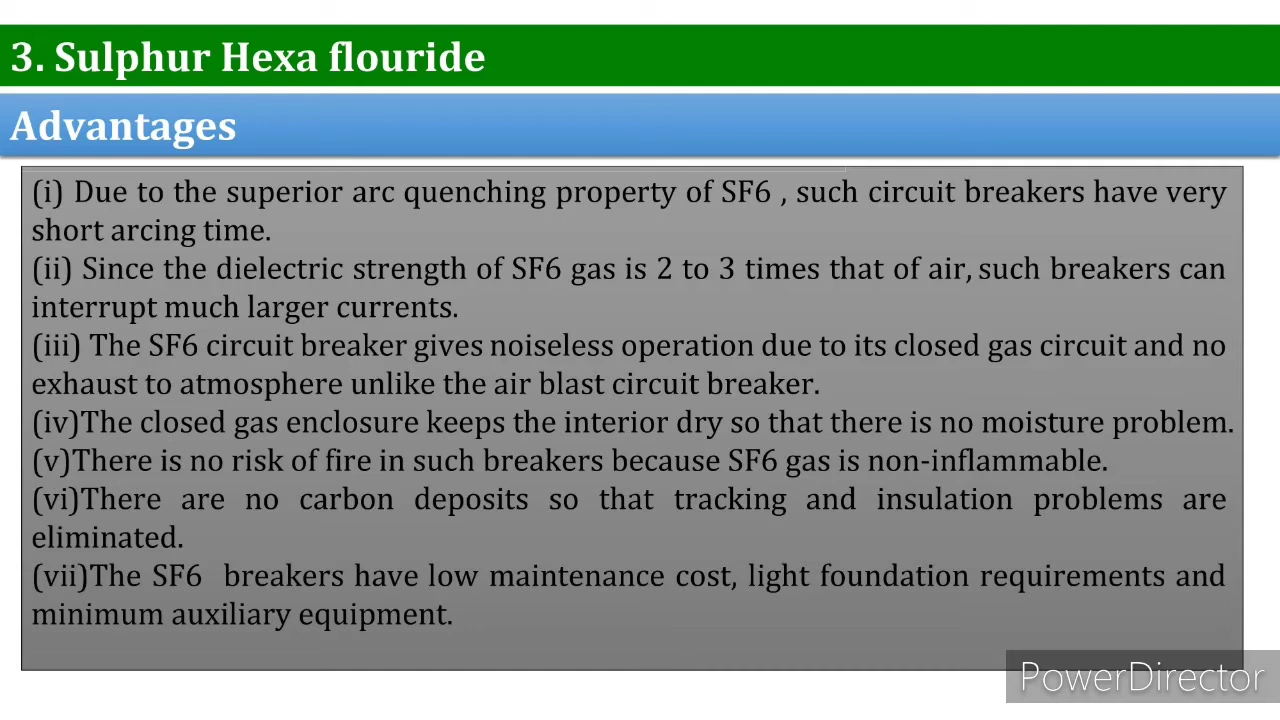 3. Sulphur Hexa flouride
Advantages
(i) Due to the superior arc quenching property of SF6 , such circuit breakers have very
short arcing time.
(ii) Since the dielectric strength of SF6 gas is 2 to 3 times that of air, such breakers can
interrupt much larger currents.
(iii) The SF6 circuit breaker gives noiseless operation due to its closed gas circuit and no
exhaust to atmosphere unlike the air blast circuit breaker.
(iv)The closed gas enclosure keeps the interior dry so that there is no moisture problem.
(v)There is no risk of fire in such breakers because SF6 gas is non-inflammable.
(vi)There are no carbon deposits so that tracking and insulation problems are
eliminated.
(vii)The SF6  breakers have low maintenance cost, light foundation requirements and
minimum auxiliary equipment.
PowerDirector